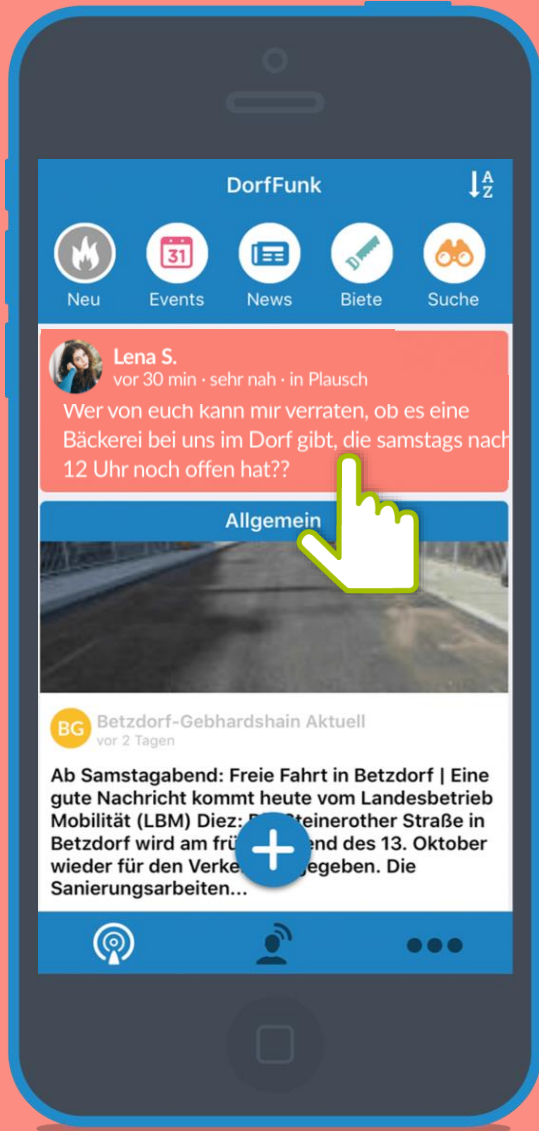 DorfFunk
A
Z
31
Neu Events News Biete Suche
Lena S.
vor 30 min · sehr nah · in Plausch
Wer von euch kann mir verraten, ob es eine
Bäckerei bei uns im Dorf gibt, die samstags nach
12 Uhr noch offen hat??
Allgemein
BG
Betzdorf-Gebhardshain Aktuell
vor 2 Tagen
Ab Samstagabend: Freie Fahrt in Betzdorf | Eine
gute Nachricht kommt heute vom Landesbetrieb
Mobilität (LBM) Diez: Steinerother Straße in
Betzdorf wird am des 13. Oktober
wieder für den Die
Sanierungsarbeiten...